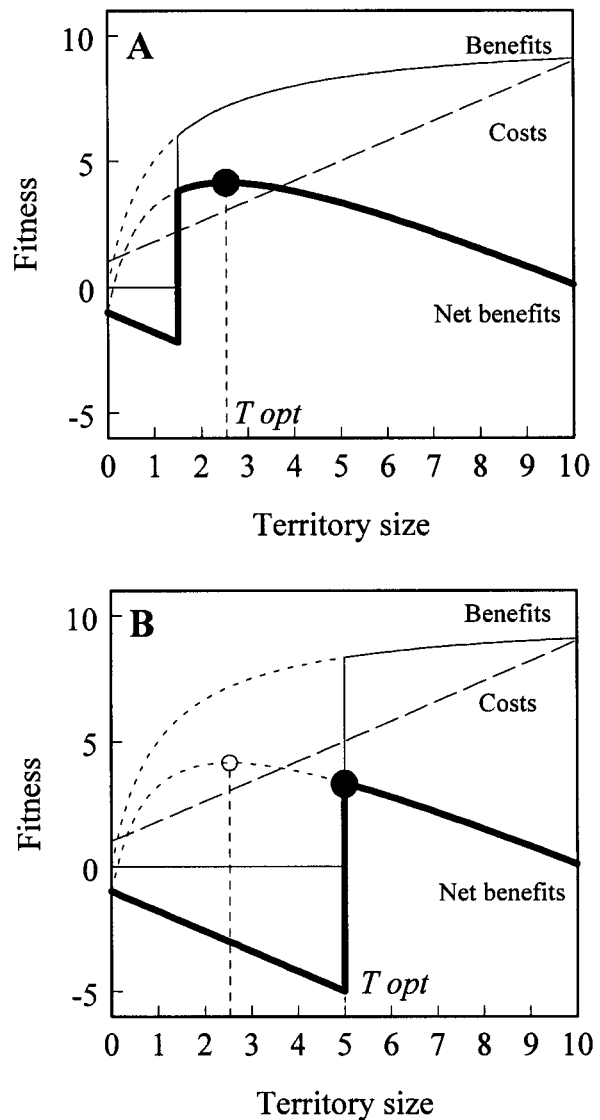 A
Benefits
Costs
Net benefits
T opt
10
5
0
-5
Fitness
0 1 2 3 4 5 6 7 8 9 10
Territory size
B
Benefits
Costs
Net benefits
T opt
10
5
0
-5
Fitness
0 1 2 3 4 5 6 7 8 9 10
Territory size